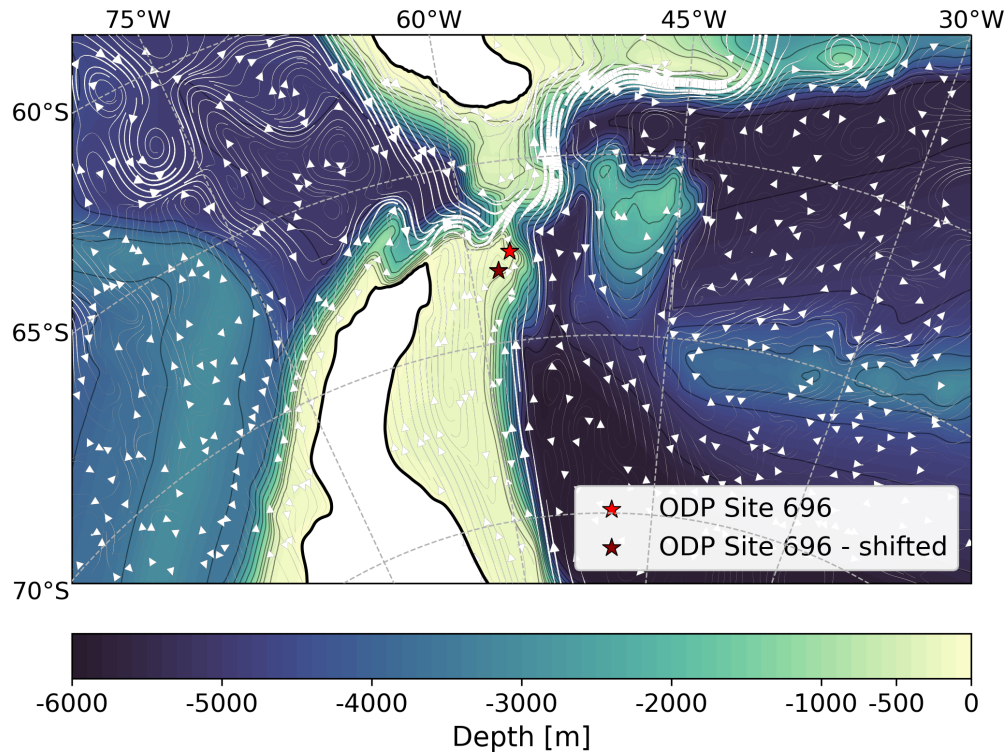 75°W 60°W 45°W 30°W
60°S
65°S
70°S
ODP Site 696
ODP Site 696 - shifted
-6000 -5000 -4000 -3000 -2000 -1000 -500 0
Depth [m]